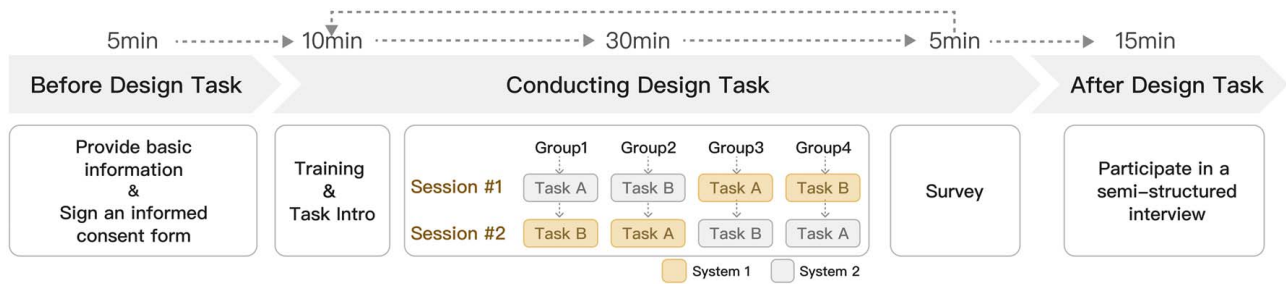 5min
10min
30min
5min
15min
Before Design Task
Conducting Design Task
After Design Task
Provide basic
information
&
Sign an informed
consent form
Training
&
Task Intro
Group1 Group2 Group3 Group4
Session #1 Task A Task B Task A Task B
Session #2 Task B Task A Task B Task A
System 1 System 2
Survey
Participate in a
semi-structured
interview